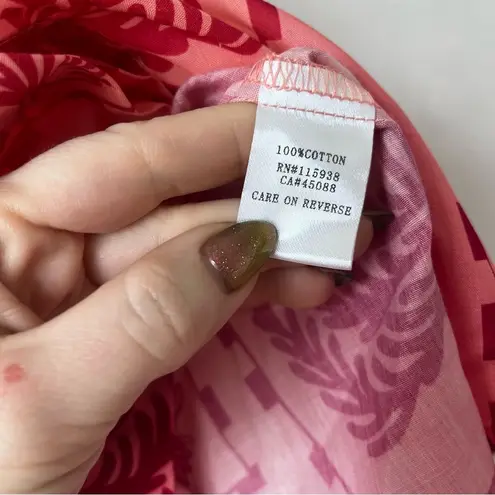 100%COTTON
RN#115938
CA#45088
CARE ON REVERSE